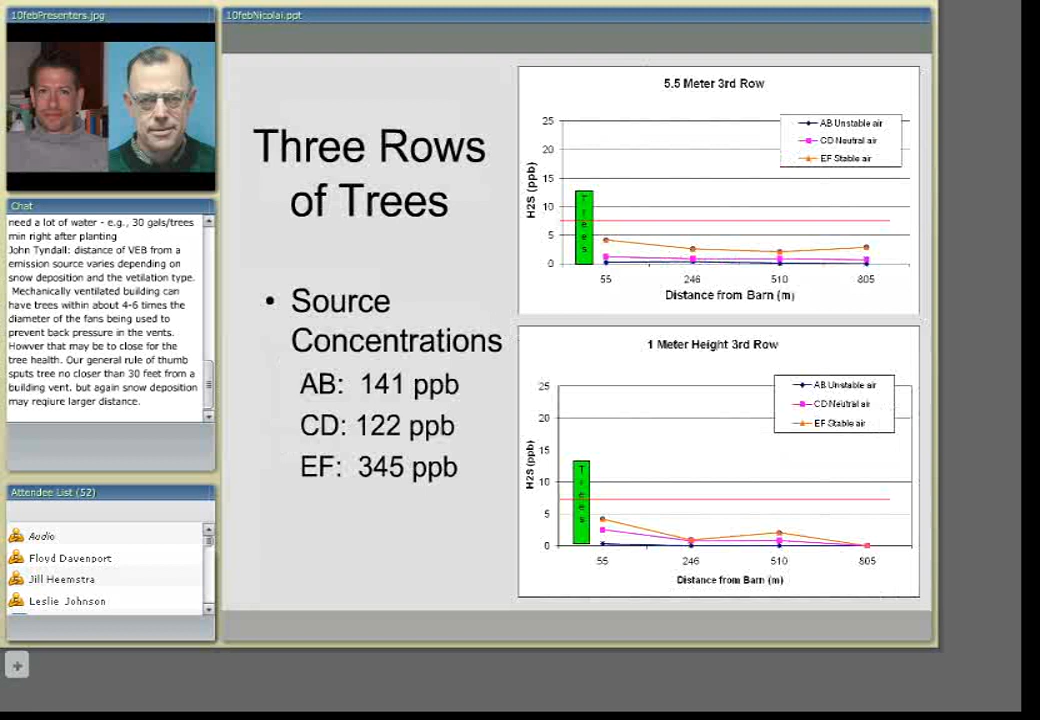 10febPresenters.jpg
10febNicolai.ppt
Chat
need a lot of water - e.g., 30 gals/trees
min right after planting
John Tyndall: distance of VEB from a
emission source varies depending on
snow deposition and the vetilation type.
Mechanically ventilated building can
have trees within about 4-6 times the
diameter of the fans being used to
prevent back pressure in the vents.
Howver that may be to close for the
tree health. Our general rule of thumb
sputs tree no closer than 30 feet from a
building vent. but again snow deposition
may reqiure larger distance.
Attendee List (52)
Audio
Floyd Davenport
Jill Heemstra
Leslie Johnson
Three Rows
of Trees
• Source
Concentrations
AB: 141 ppb
CD: 122 ppb
EF: 345 ppb
5.5 Meter 3rd Row
H2S (ppb)
25
20
15
10
5
0
Trees
AB Unstable air
CD Neutral air
EF Stable air
55 246 510 805
Distance from Barn (m)
1 Meter Height 3rd Row
H2S (ppb)
25
20
15
10
5
0
Trees
AB Unstable air
CD Neutral air
EF Stable air
55 246 510 805
Distance from Barn (m)